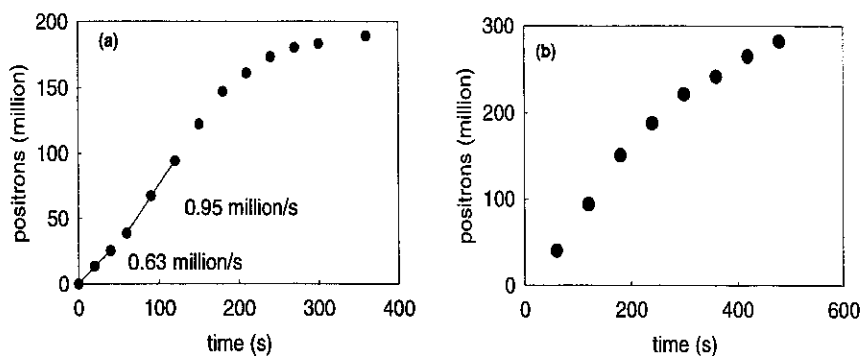 (a)
200
150
100
50
0
positrons (million)
0.95 million/s
0.63 million/s
0 100 200 300 400
time (s)
(b)
300
200
100
0
positrons (million)
0 200 400 600
time (s)